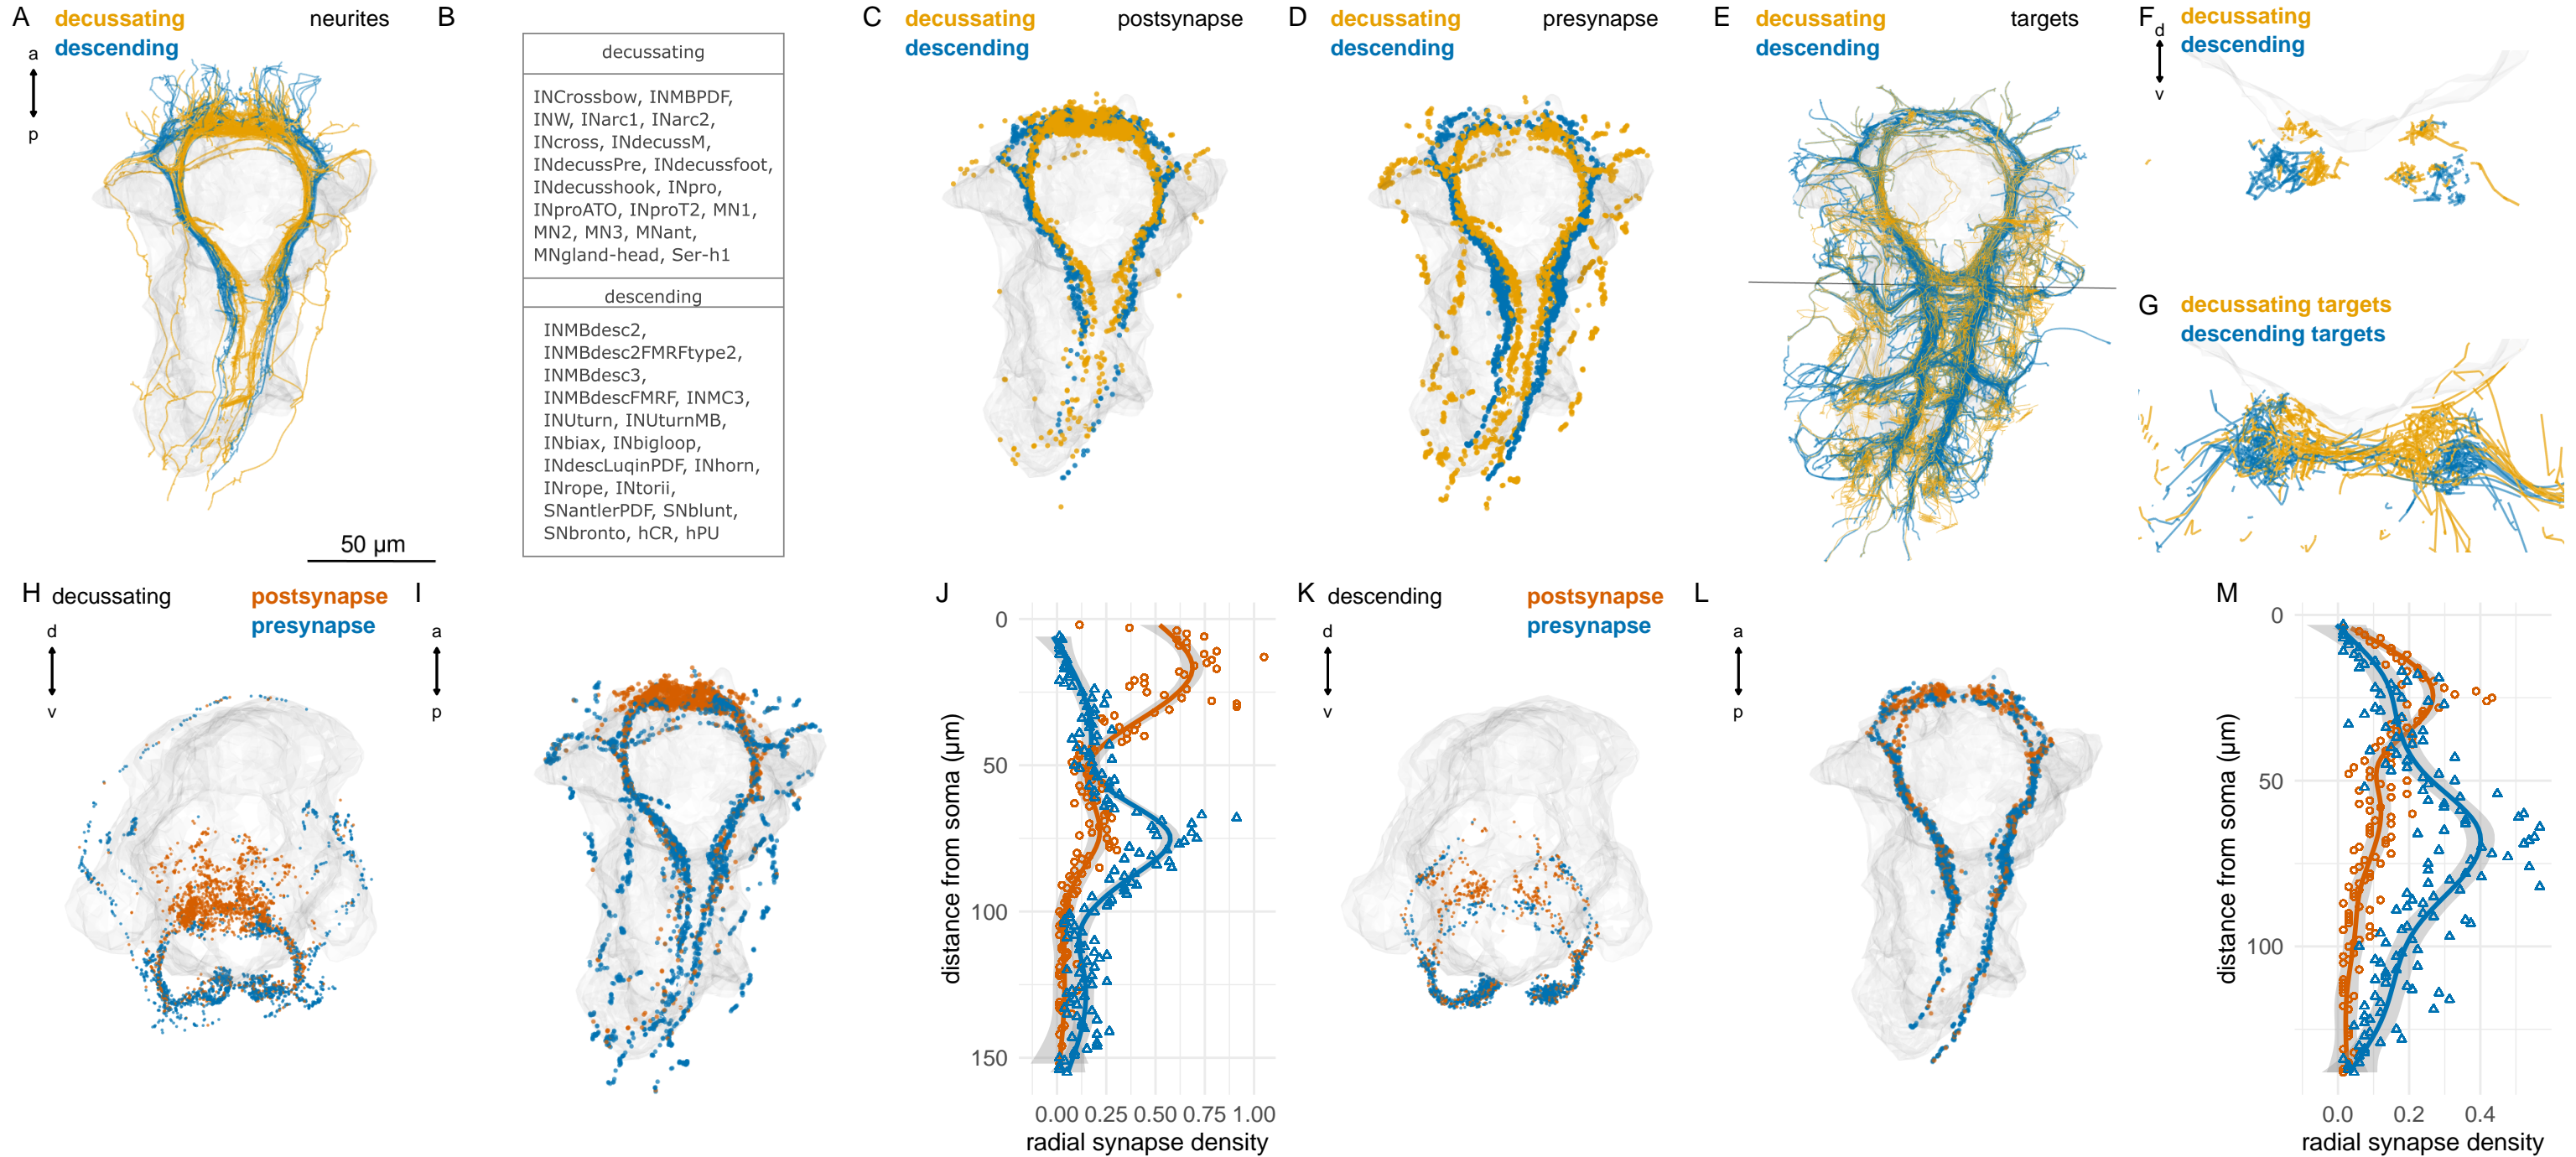 A
decussating
descending
neurites
a
p
50 µm
B
decussating
INCrossbow, INMBPDF,
INW, INarc1, INarc2,
INcross, INdecussM,
INdecussPre, INdecussfoot,
INdecusshook, INpro,
INproATO, INproT2, MN1,
MN2, MN3, MNant,
MNgland-head, Ser-h1
descending
INMBdesc2,
INMBdesc2FMRFtype2,
INMBdesc3,
INMBdescFMRF, INMC3,
INUturn, INUturnMB,
INbiax, INbigloop,
INdescLuqinPDF, INhorn,
INrope, INtorii,
SNantlerPDF, SNblunt,
SNbronto, hCR, hPU
C
decussating
descending
postsynapse
D
decussating
descending
presynapse
E
decussating
descending
targets
F
decussating
descending
d
v
G
decussating targets
descending targets
H
decussating
postsynapse
presynapse
d
v
I
a
p
J
distance from soma (µm)
0
50
100
150
0.00 0.25 0.50 0.75 1.00
radial synapse density
K
descending
postsynapse
presynapse
d
v
L
a
p
M
distance from soma (µm)
0
50
100
0.0 0.2 0.4
radial synapse density